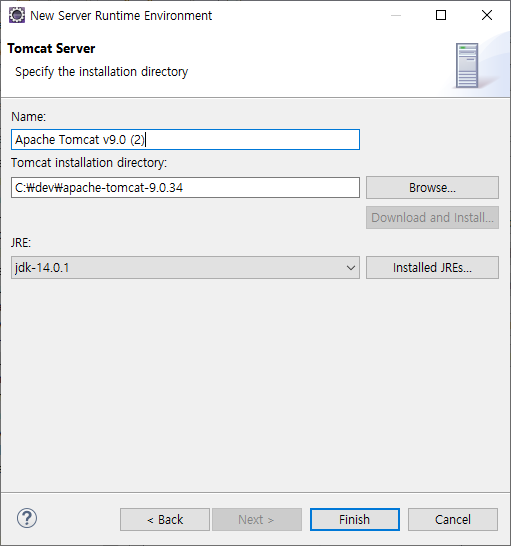 New Server Runtime Environment
Tomcat Server
Specify the installation directory
Name:
Apache Tomcat v9.0 (2)
Tomcat installation directory:
C:₩dev₩apache-tomcat-9.0.34
Browse...
Download and Install...
JRE:
jdk-14.0.1
Installed JREs...
?
< Back
Next >
Finish
Cancel